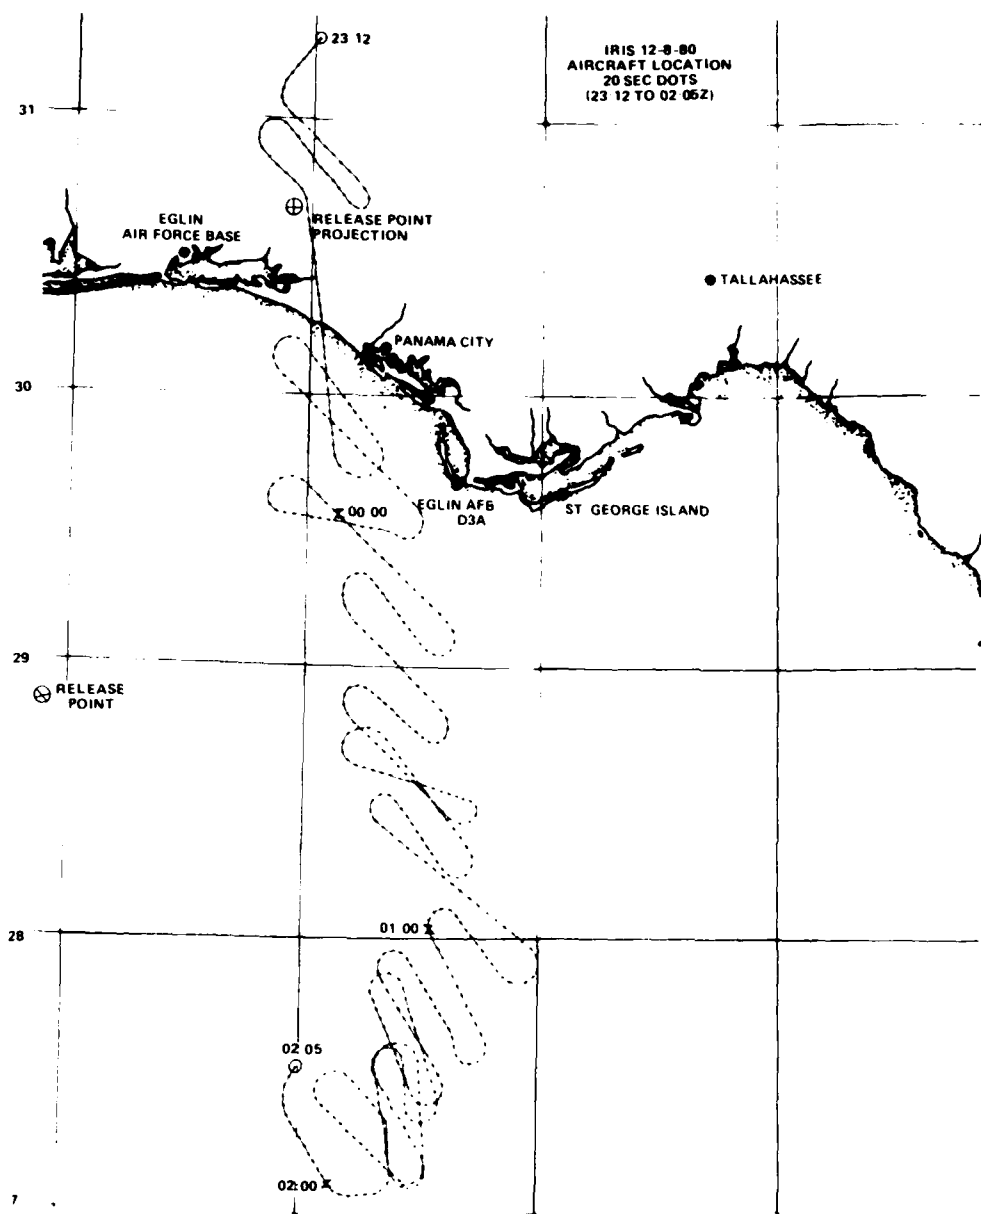 23 12
IRIS 12-8-80
AIRCRAFT LOCATION
20 SEC DOTS
(23 12 TO 02 05Z)
31
EGLIN
AIR FORCE BASE
RELEASE POINT
PROJECTION
TALLAHASSEE
PANAMA CITY
30
EGLIN AFB
D3A
ST GEORGE ISLAND
00 00
29
RELEASE
POINT
01 00
28
02 05
02:00
7